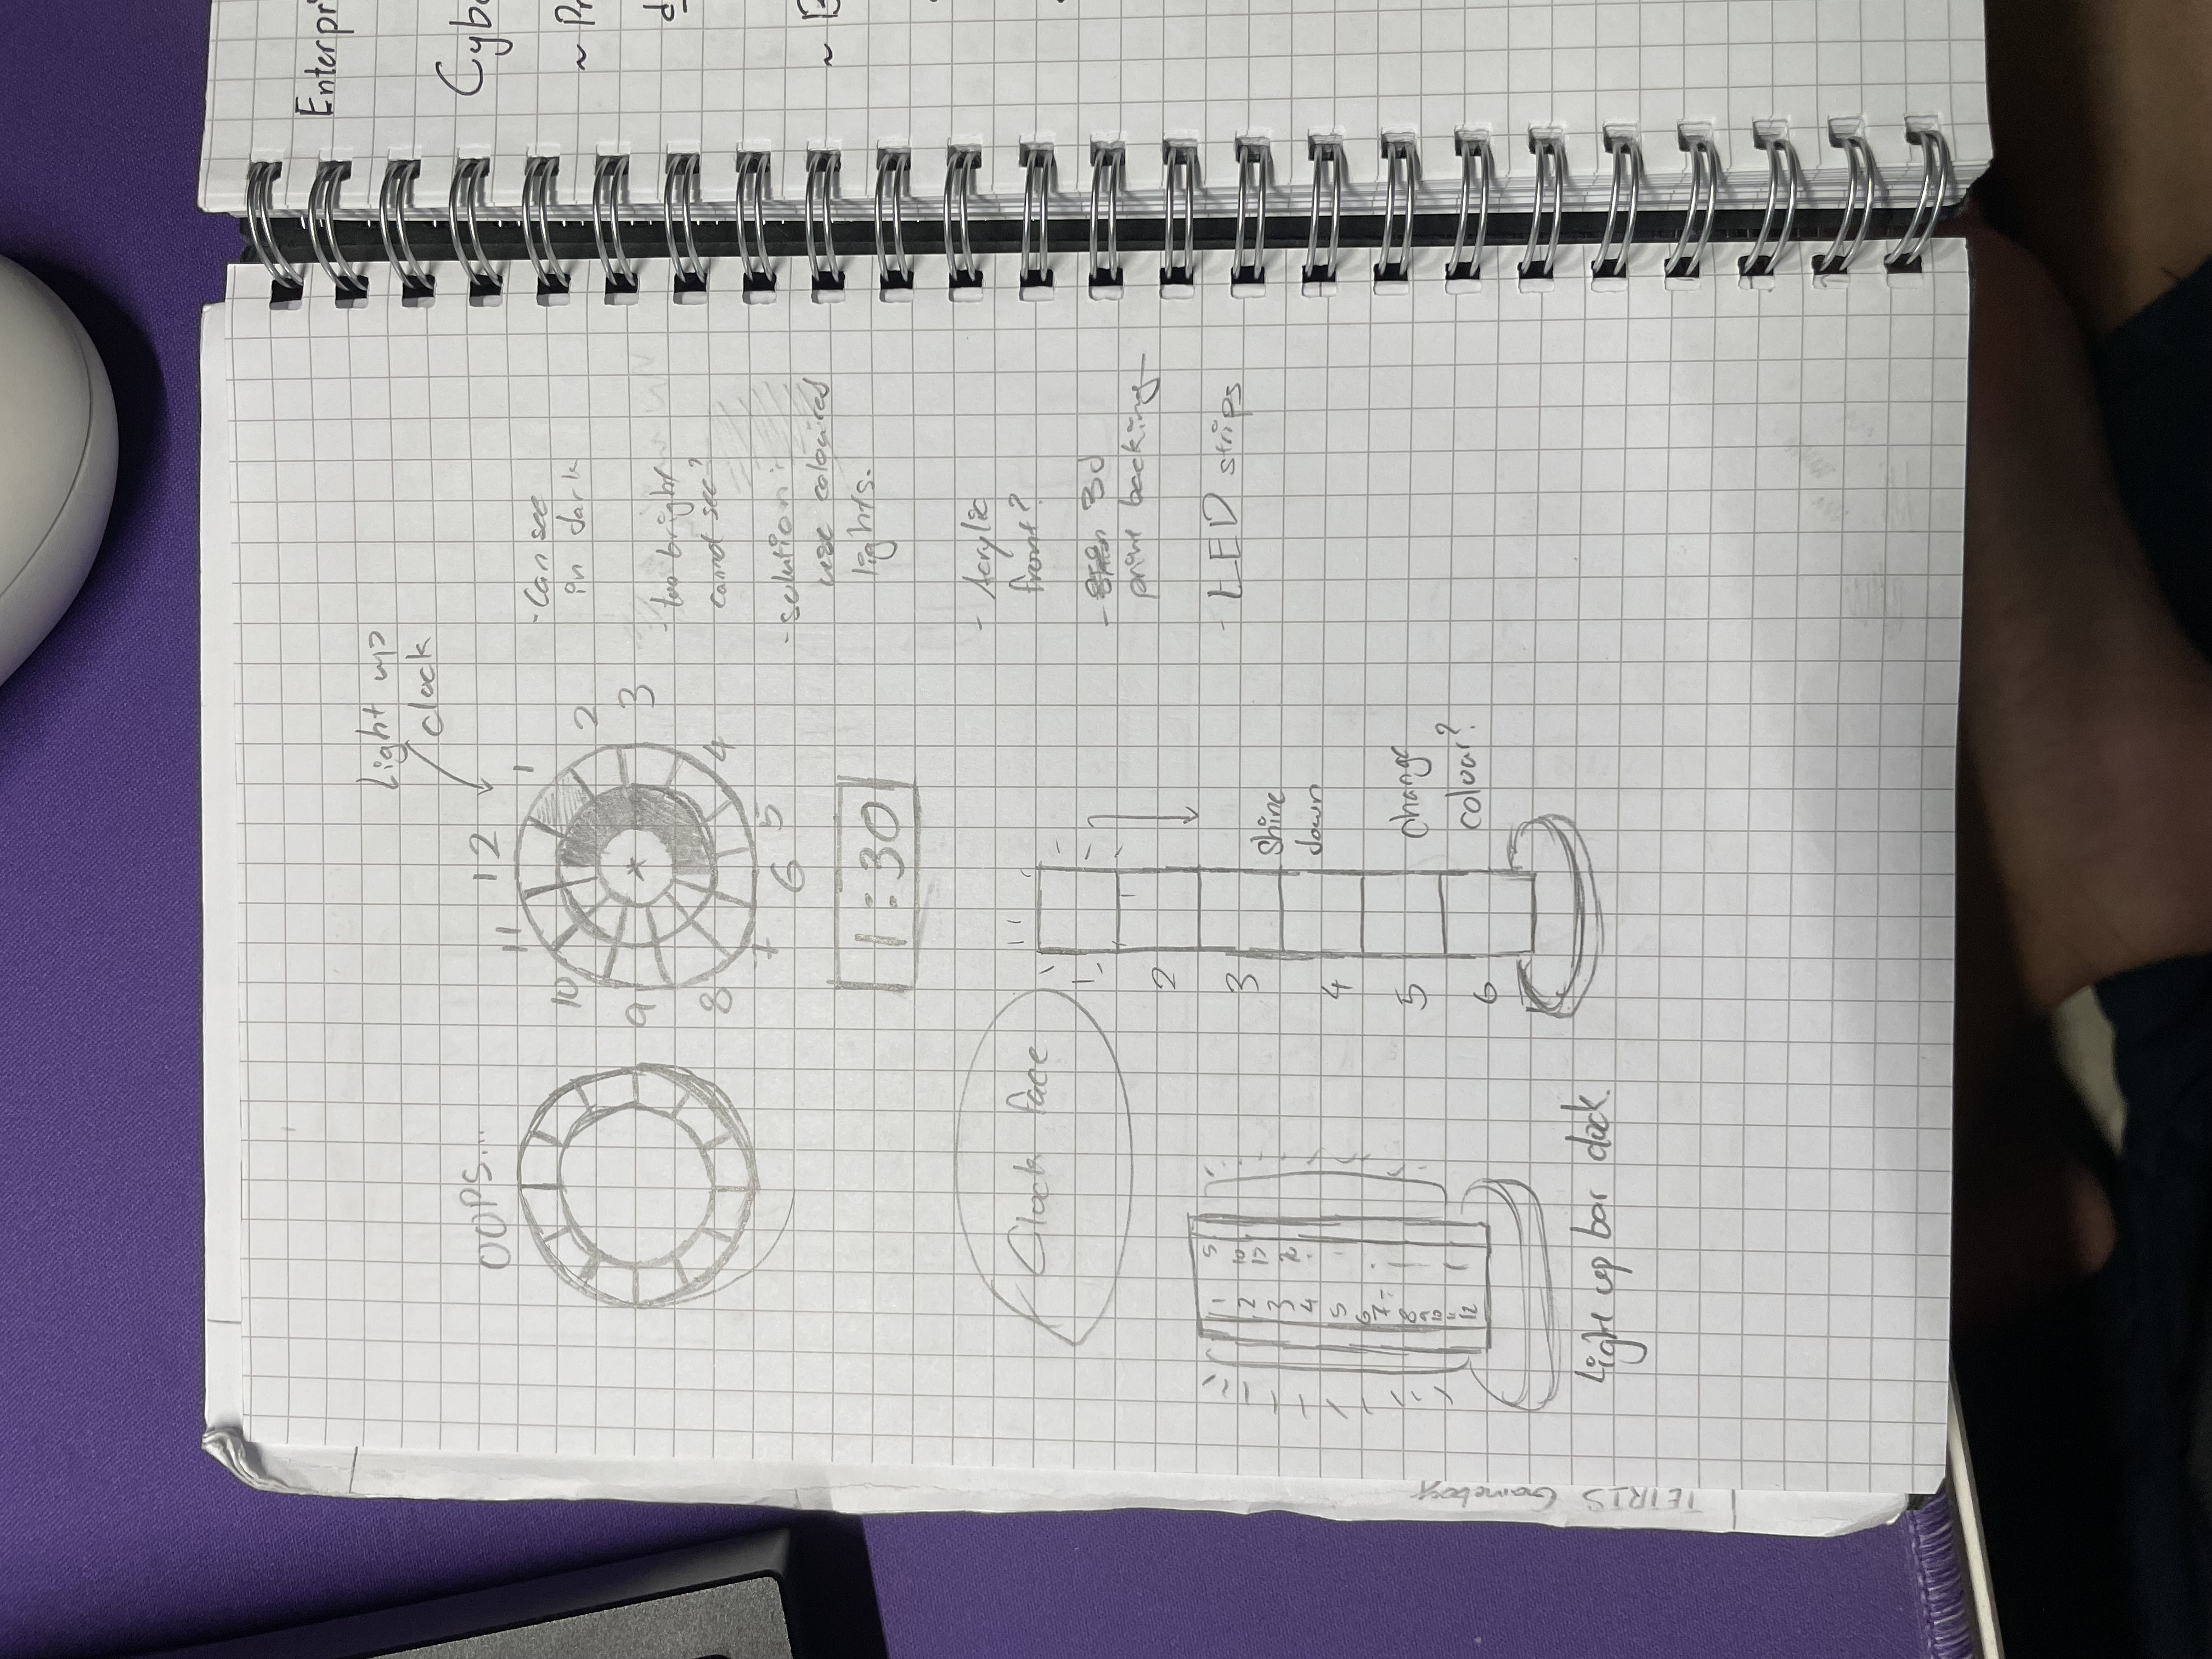 Light up
clock
OOPS...
12
11
1
10
2
9
3
8
4
7
5
6
1:30
- Can see
in dark
- too bright
cannot see?
- solution:
use coloured
lights.
Clock face
1
2
3
4
5
6
Shine
down
change
colour?
- Acrylic
front?
- 3d
print backing
- LED strips
1 5
2 10
3 15
4 20
5
6
7
8
9
10
11
12
Light up bar clock.
TETRIS Gameboy
Enterpri
Cybe
~ Pr
d
~